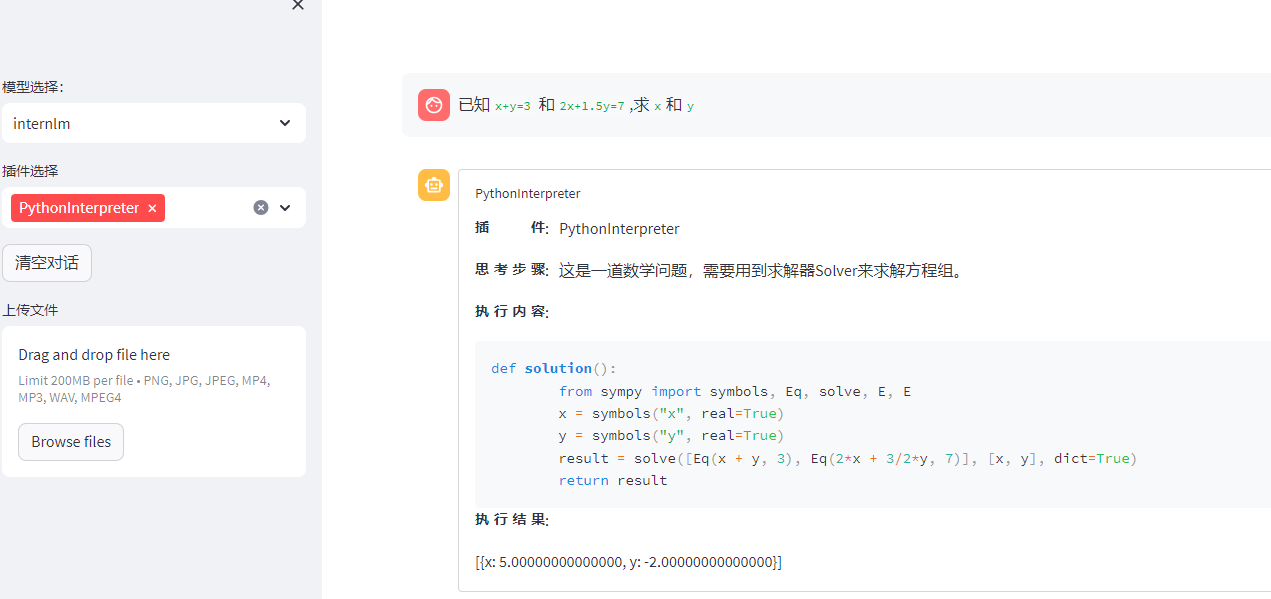 模型选择：
internlm
插件选择
PythonInterpreter ×
清空对话
上传文件
Drag and drop file here
Limit 200MB per file • PNG, JPG, JPEG, MP4,
MP3, WAV, MPEG4
Browse files
已知 x+y=3 和 2x+1.5y=7 ,求 x 和 y
PythonInterpreter
插 件: PythonInterpreter
思 考 步 骤: 这是一道数学问题，需要用到求解器Solver来求解方程组。
执 行 内 容:
def solution():
from sympy import symbols, Eq, solve, E, E
x = symbols("x", real=True)
y = symbols("y", real=True)
result = solve([Eq(x + y, 3), Eq(2*x + 3/2*y, 7)], [x, y], dict=True)
return result
执 行 结 果:
[{x: 5.00000000000000, y: -2.00000000000000}]